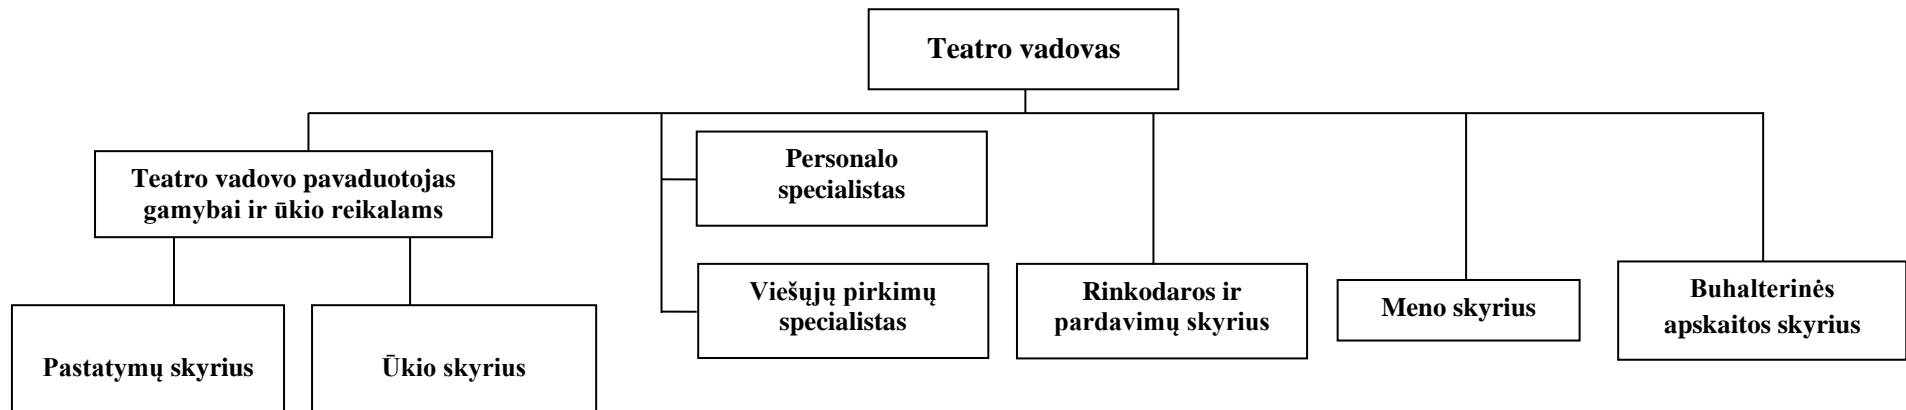 Teatro vadovas
Teatro vadovo pavaduotojas
gamybai ir ūkio reikalams
Personalo
specialistas
Viešųjų pirkimų
specialistas
Rinkodaros ir
pardavimų skyrius
Meno skyrius
Buhalterinės
apskaitos skyrius
Pastatymų skyrius
Ūkio skyrius